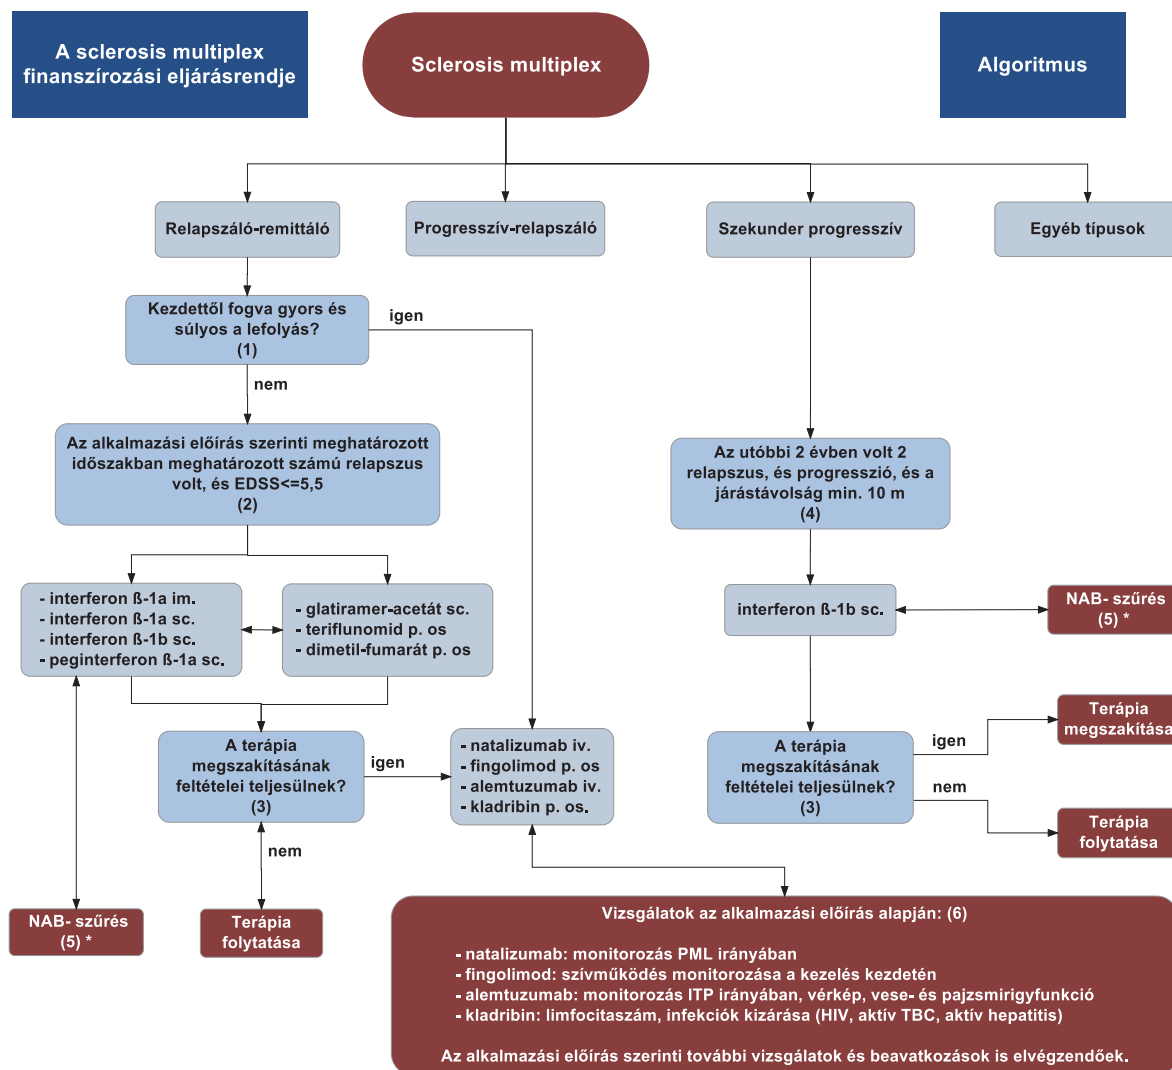 A sclerosis multiplex
finanszírozási eljárásrendje
Sclerosis multiplex
Algoritmus
Relapszáló-remittáló
Progresszív-relapszáló
Szekunder progresszív
Egyéb típusok
Kezdettől fogva gyors és
súlyos a lefolyás?
(1)
igen
nem
Az alkalmazási előírás szerinti meghatározott
időszakban meghatározott számú relapszus
volt, és EDSS<=5,5
(2)
Az utóbbi 2 évben volt 2
relapszus, és progresszió, és a
járástávolság min. 10 m
(4)
- interferon ß-1a im.
- interferon ß-1a sc.
- interferon ß-1b sc.
- peginterferon ß-1a sc.
- glatiramer-acetát sc.
- teriflunomid p. os
- dimetil-fumarát p. os
interferon ß-1b sc.
NAB- szűrés
(5) *
A terápia
megszakításának
feltételei teljesülnek?
(3)
igen
nem
- natalizumab iv.
- fingolimod p. os
- alemtuzumab iv.
- kladribin p. os.
A terápia
megszakításának
feltételei teljesülnek?
(3)
igen
nem
Terápia
megszakítása
Terápia
folytatása
NAB- szűrés
(5) *
Terápia
folytatása
Vizsgálatok az alkalmazási előírás alapján: (6)
- natalizumab: monitorozás PML irányában
- fingolimod: szívműködés monitorozása a kezelés kezdetén
- alemtuzumab: monitorozás ITP irányában, vérkép, vese- és pajzsmirigyfunkció
- kladribin: limfocitaszám, infekciók kizárása (HIV, aktív TBC, aktív hepatitis)
Az alkalmazási előírás szerinti további vizsgálatok és beavatkozások is elvégzendőek.